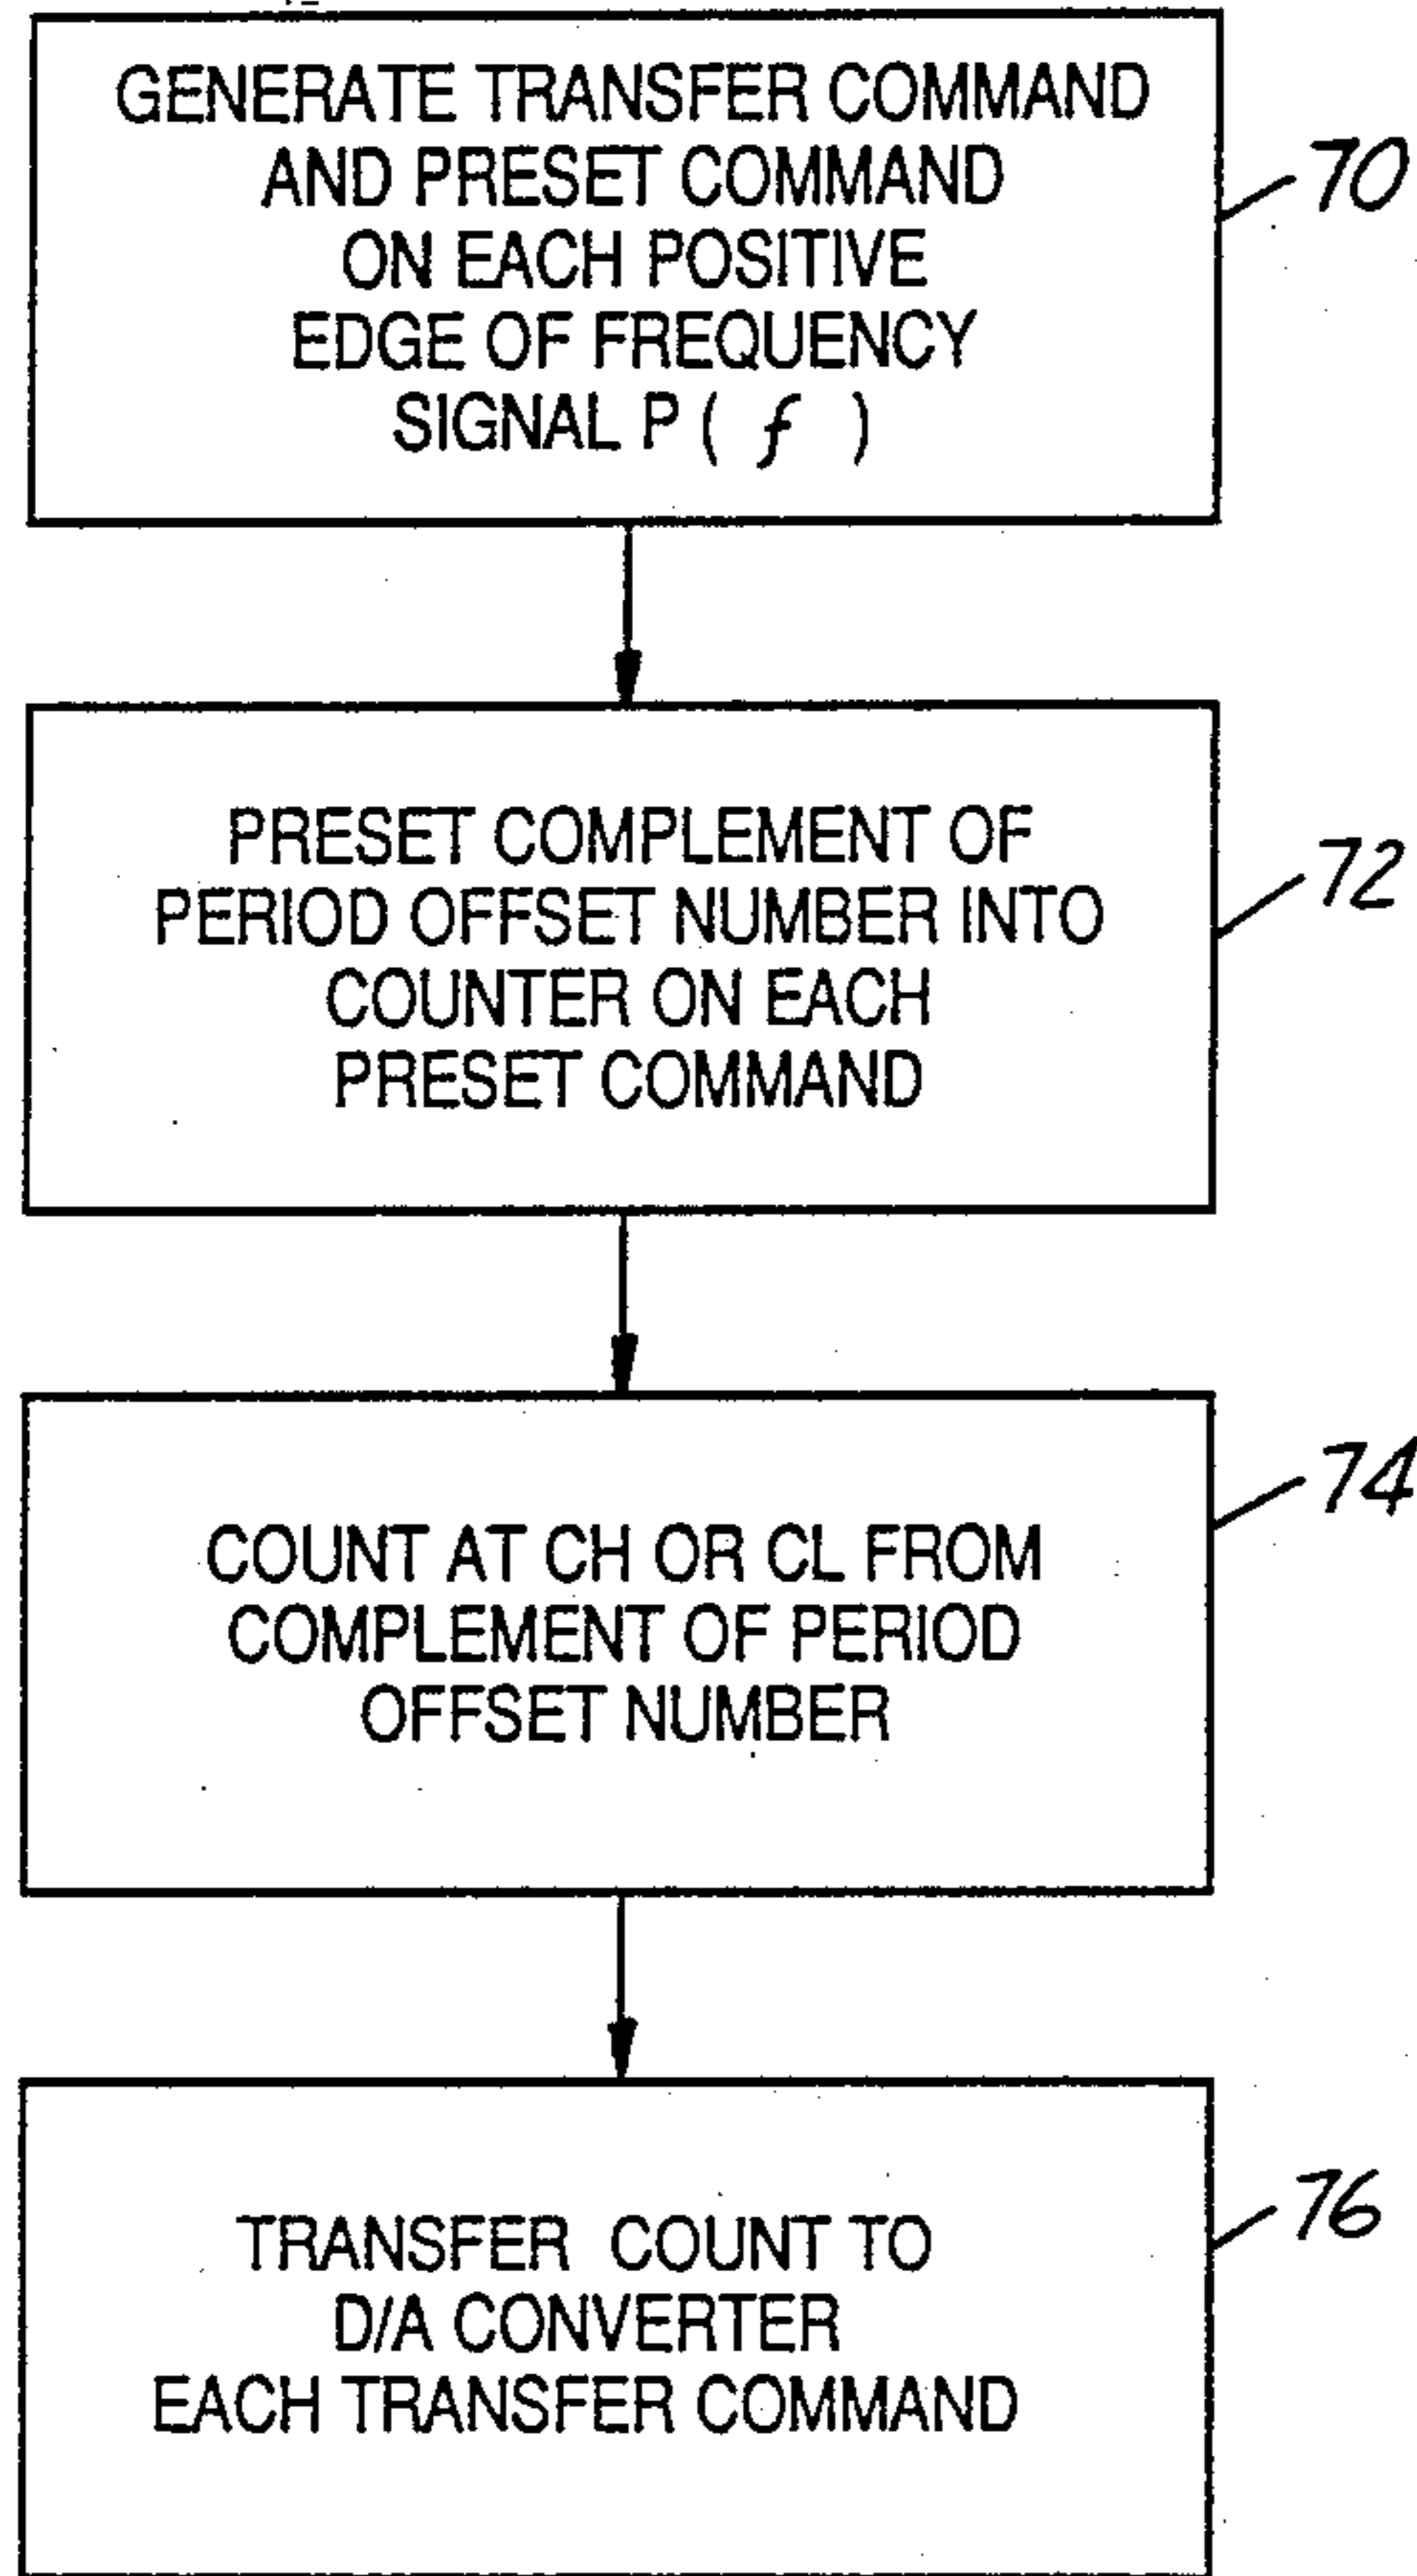 GENERATE TRANSFER COMMAND
AND PRESET COMMAND
ON EACH POSITIVE
EDGE OF FREQUENCY
SIGNAL P ( f )
70
PRESET COMPLEMENT OF
PERIOD OFFSET NUMBER INTO
COUNTER ON EACH
PRESET COMMAND
72
COUNT AT CH OR CL FROM
COMPLEMENT OF PERIOD
OFFSET NUMBER
74
TRANSFER COUNT TO
D/A CONVERTER
EACH TRANSFER COMMAND
76